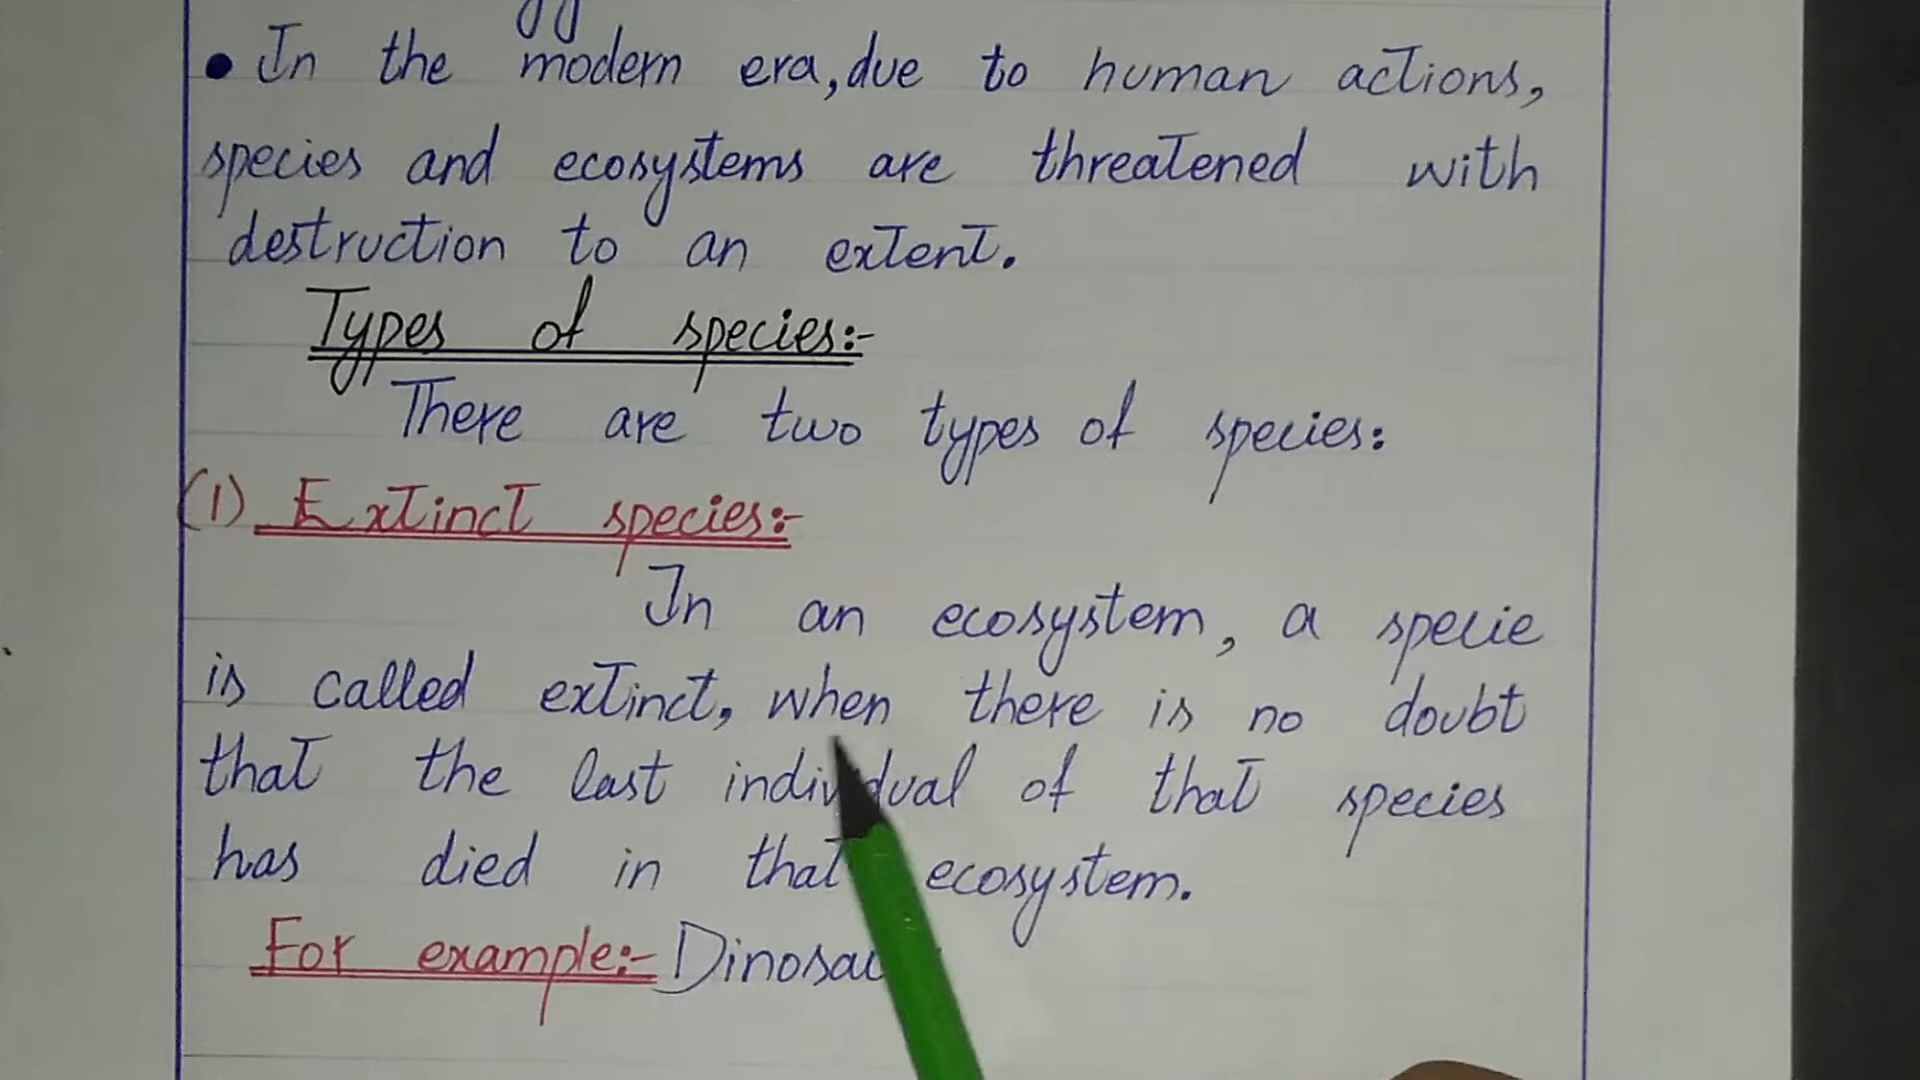 • In the modern era, due to human actions,
species and ecosystems are threatened with
destruction to an extent.
Types of species:-
There are two types of species:
(1) Extinct species:-
In an ecosystem, a specie
is called extinct, when there is no doubt
that the last individual of that species
has died in that ecosystem.
For example:-